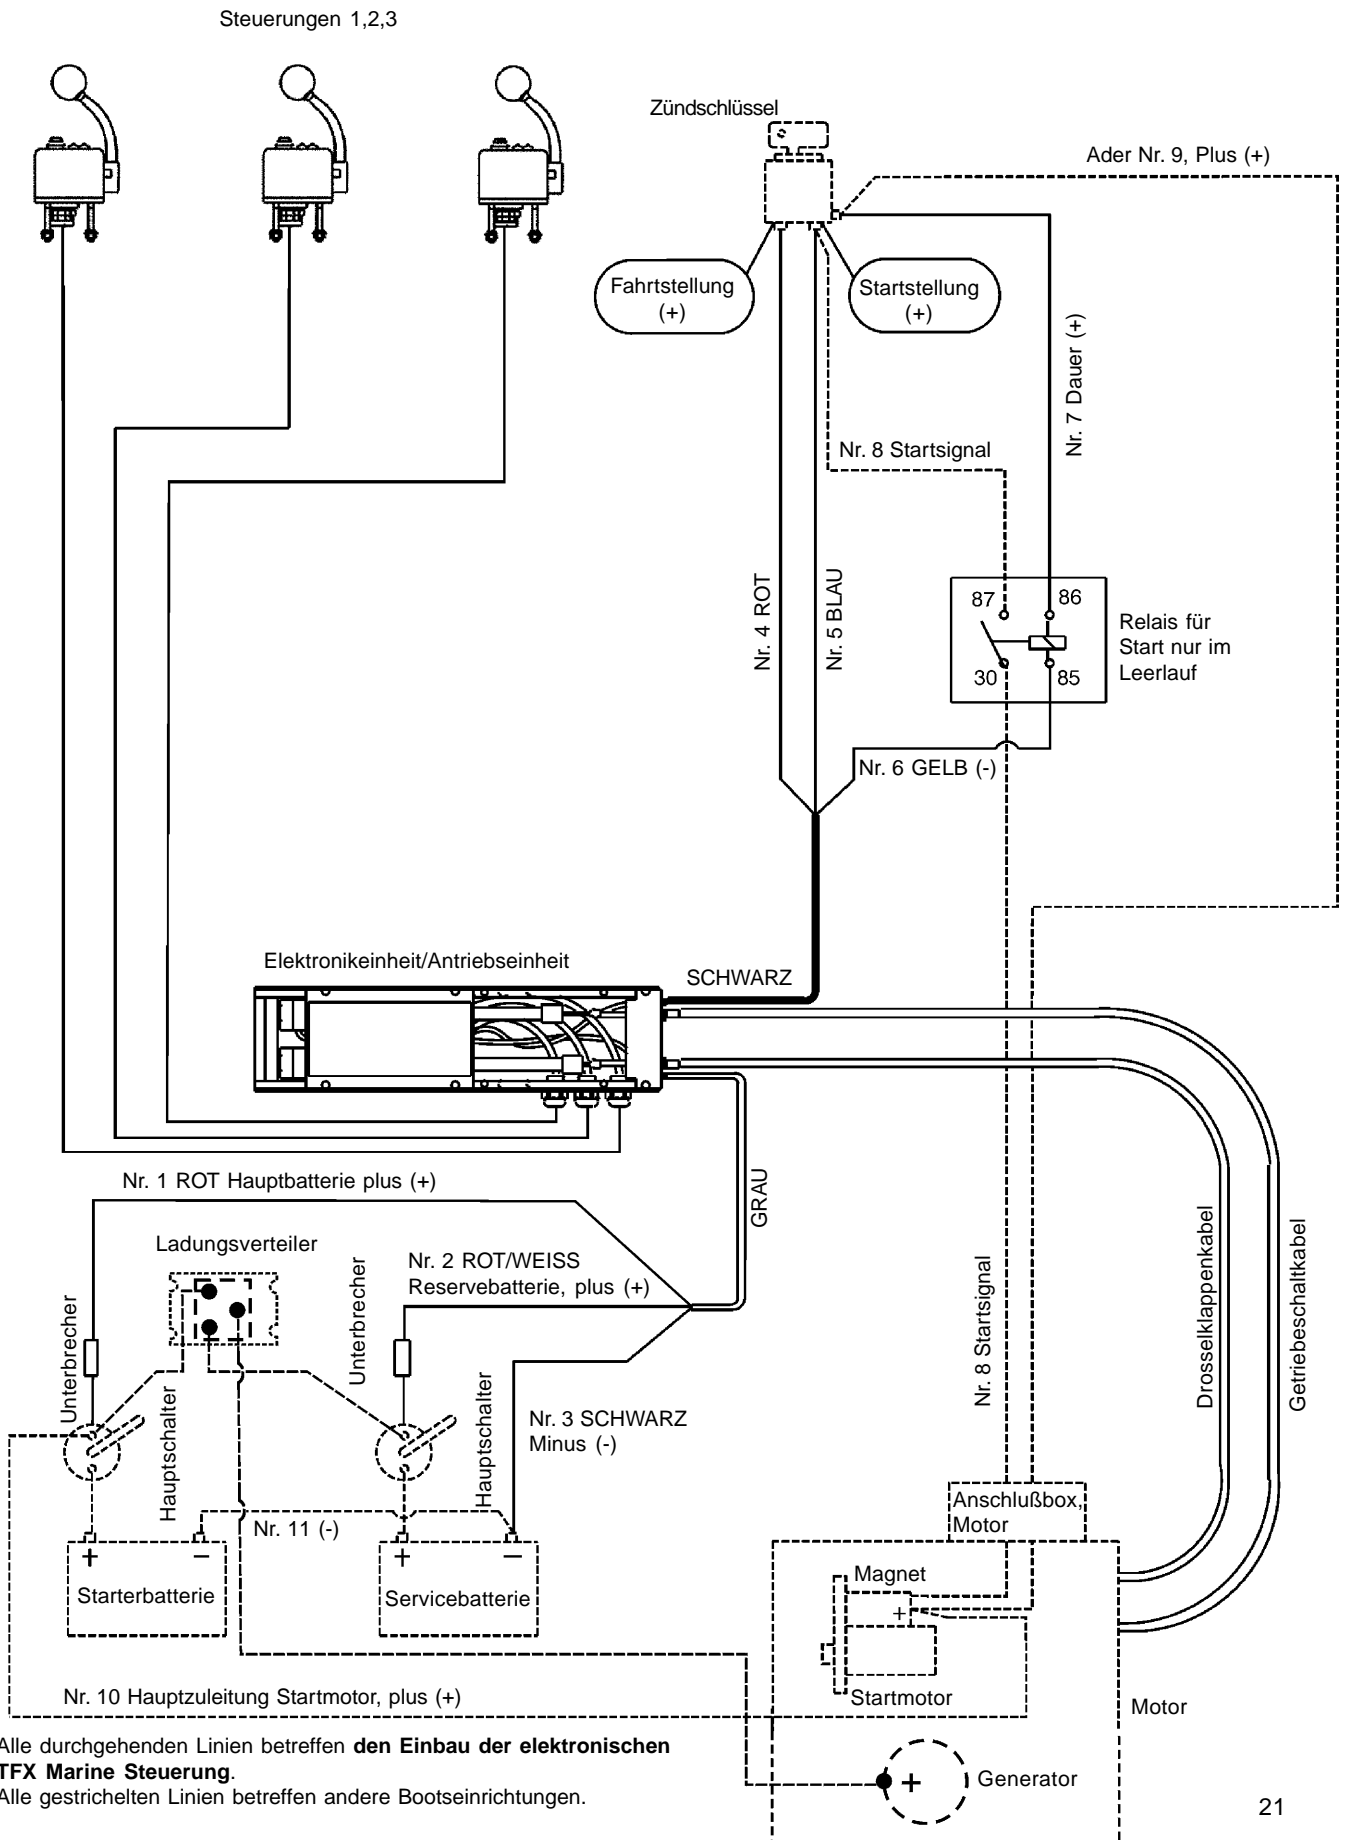 Steuerungen 1,2,3
Zündschlüssel
Ader Nr. 9, Plus (+)
Fahrtstellung
(+)
Startstellung
(+)
Nr. 7 Dauer (+)
Nr. 8 Startsignal
Nr. 4 ROT
Nr. 5 BLAU
87
86
30
85
Relais für
Start nur im
Leerlauf
Nr. 6 GELB (-)
Elektronikeinheit/Antriebseinheit
SCHWARZ
Nr. 1 ROT Hauptbatterie plus (+)
GRAU
Ladungsverteiler
Nr. 2 ROT/WEISS
Reservebatterie, plus (+)
Unterbrecher
Unterbrecher
Nr. 8 Startsignal
Drosselklappenkabel
Getriebeschaltkabel
Hauptschalter
Hauptschalter
Nr. 3 SCHWARZ
Minus (-)
Nr. 11 (-)
Anschlußbox,
Motor
+ −
Starterbatterie
+ −
Servicebatterie
Magnet
+
Startmotor
Nr. 10 Hauptzuleitung Startmotor, plus (+)
Motor
Alle durchgehenden Linien betreffen den Einbau der elektronischen
TFX Marine Steuerung.
Alle gestrichelten Linien betreffen andere Bootseinrichtungen.
+
Generator
21